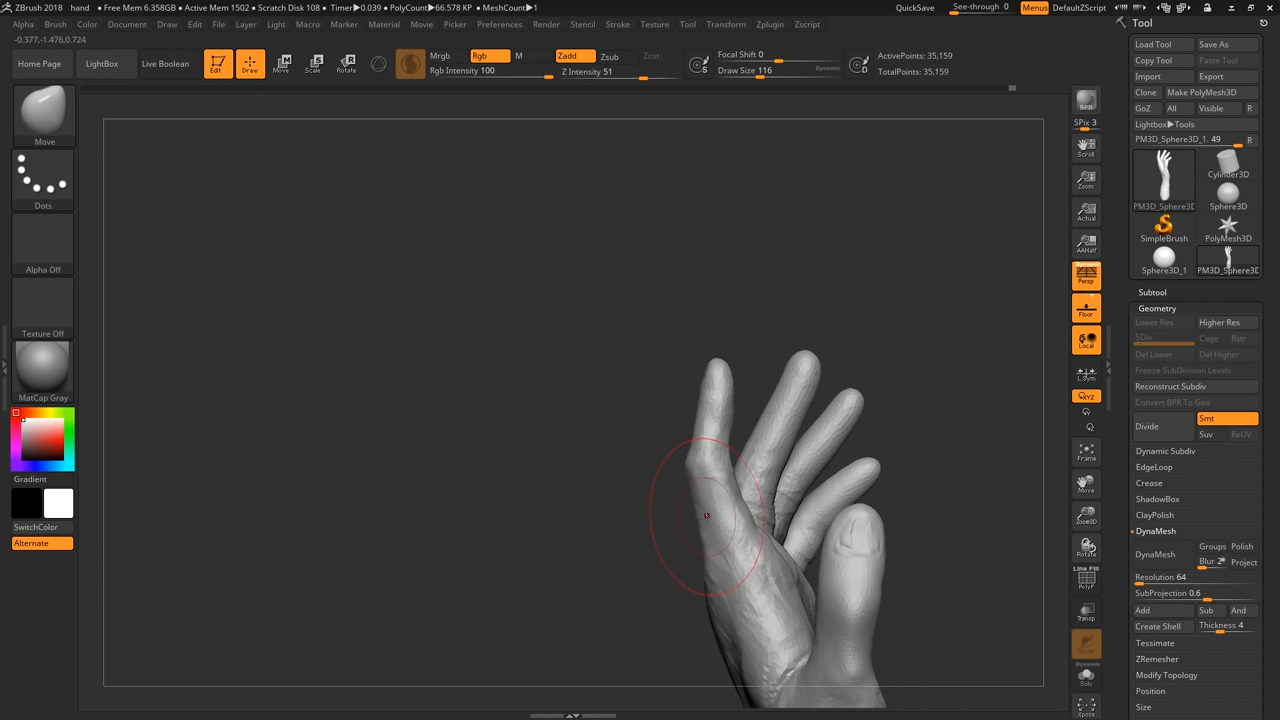 ZBrush 2018 hand • Free Mem 6.358GB • Active Mem 1502 • Scratch Disk 108 • Timer▶0.039 • PolyCount▶66.578 KP • MeshCount▶1 QuickSave See-through 0 Menus DefaultZScript
Alpha Brush Color Document Draw Edit File Layer Light Macro Marker Material Movie Picker Preferences Render Stencil Stroke Texture Tool Transform Zplugin Zscript
-0.377,-1.476,0.724
Home Page LightBox Live Boolean
Edit Draw Move Scale Rotate
Mrgb Rgb M Zadd Zsub Zcut
Rgb Intensity 100 Z Intensity 51
Focal Shift 0
Draw Size 116 Dynamic
S
D
ActivePoints: 35,159
TotalPoints: 35,159
Move
Dots
Alpha Off
Texture Off
MatCap Gray
Gradient
SwitchColor
Alternate
BPR
SPix 3
Scroll
Zoom
Actual
AAHalf
Dynamic
Persp
Floor
Local
L.Sym
XYZ
Frame
Move
Zoom3D
Rotate
Line Fill
PolyF
Transp
Dynamic
Solo
Xpose
Tool
Load Tool Save As
Copy Tool Paste Tool
Import Export
Clone Make PolyMesh3D
GoZ All Visible R
Lightbox▶Tools
PM3D_Sphere3D_1. 49 R
PM3D_Sphere3D Cylinder3D
Sphere3D
SimpleBrush PolyMesh3D
Sphere3D_1 PM3D_Sphere3D
Subtool
Geometry
Lower Res Higher Res
SDiv Cage Rstr
Del Lower Del Higher
Freeze SubDivision Levels
Reconstruct Subdiv
Convert BPR To Geo
Divide Smt
Suv ReUV
Dynamic Subdiv
EdgeLoop
Crease
ShadowBox
ClayPolish
DynaMesh
DynaMesh Groups Polish
Blur 2 Project
Resolution 64
SubProjection 0.6
Add Sub And
Create Shell Thickness 4
Tessimate
ZRemesher
Modify Topology
Position
Size